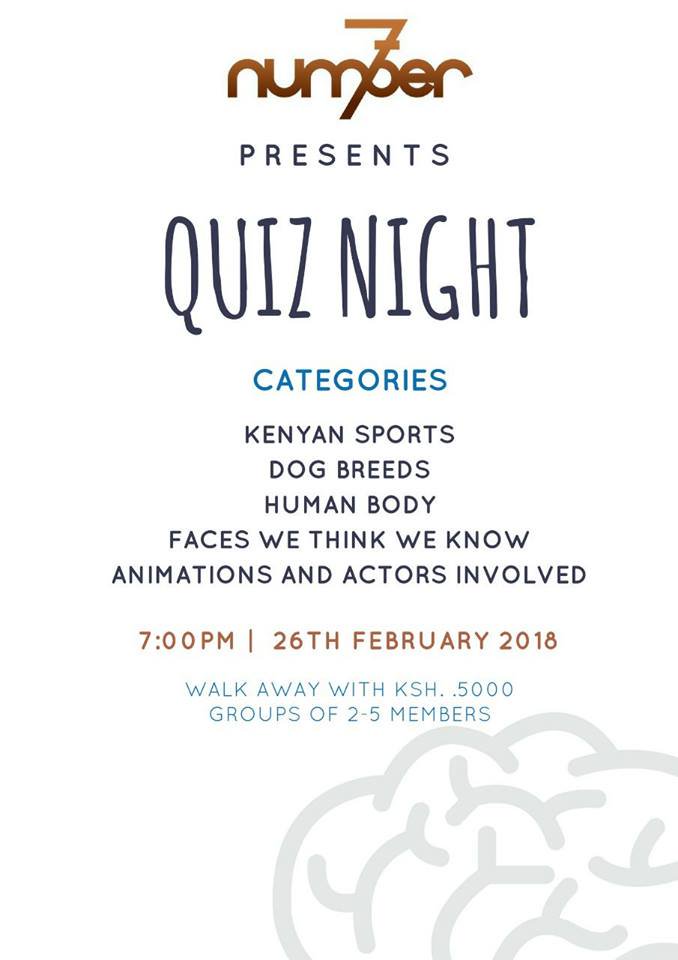 number 7
PRESENTS
QUIZ NIGHT
CATEGORIES
KENYAN SPORTS
DOG BREEDS
HUMAN BODY
FACES WE THINK WE KNOW
ANIMATIONS AND ACTORS INVOLVED
7:00PM | 26TH FEBRUARY 2018
WALK AWAY WITH KSH. .5000
GROUPS OF 2-5 MEMBERS